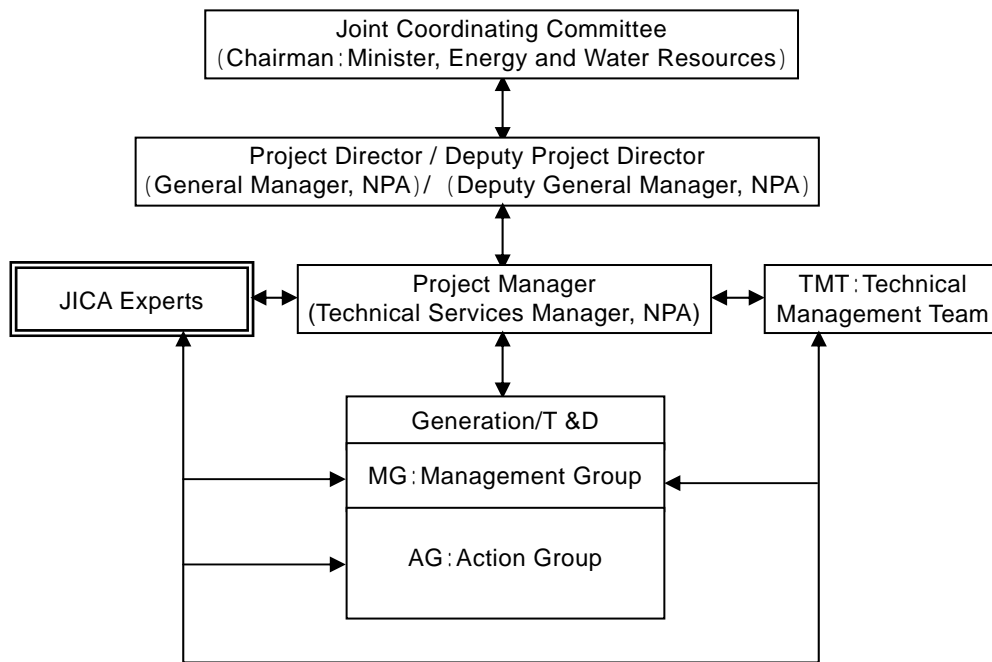 Joint Coordinating Committee
(Chairman:Minister, Energy and Water Resources)
Project Director / Deputy Project Director
(General Manager, NPA)/ (Deputy General Manager, NPA)
JICA Experts
Project Manager
(Technical Services Manager, NPA)
TMT:Technical
Management Team
Generation/T &D
MG:Management Group
AG:Action Group